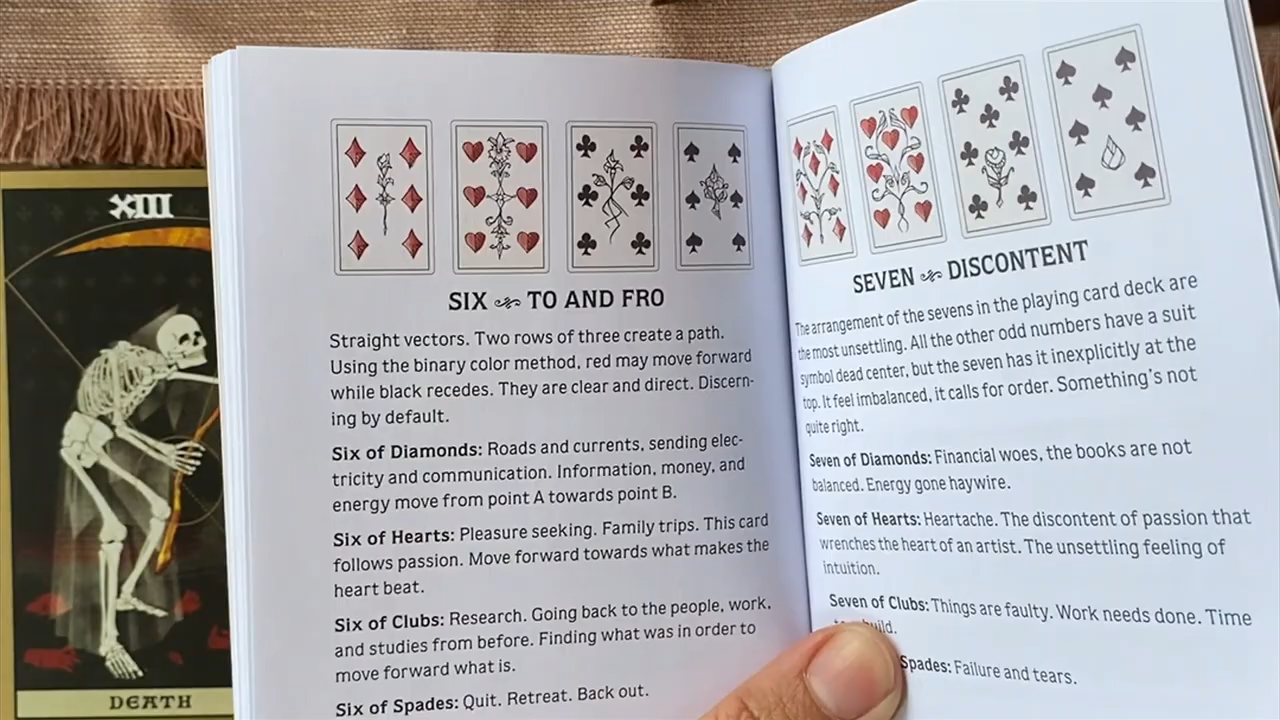 XIII
DEATH
SIX TO AND FRO
Straight vectors. Two rows of three create a path.
Using the binary color method, red may move forward
while black recedes. They are clear and direct. Discern-
ing by default.
Six of Diamonds: Roads and currents, sending elec-
tricity and communication. Information, money, and
energy move from point A towards point B.
Six of Hearts: Pleasure seeking. Family trips. This card
follows passion. Move forward towards what makes the
heart beat.
Six of Clubs: Research. Going back to the people, work,
and studies from before. Finding what was in order to
move forward what is.
Six of Spades: Quit. Retreat. Back out.
SEVEN DISCONTENT
The arrangement of the sevens in the playing card deck are
the most unsettling. All the other odd numbers have a suit
symbol dead center, but the seven has it inexplicitly at the
top. It feel imbalanced, it calls for order. Something's not
quite right.
Seven of Diamonds: Financial woes, the books are not
balanced. Energy gone haywire.
Seven of Hearts: Heartache. The discontent of passion that
wrenches the heart of an artist. The unsettling feeling of
intuition.
Seven of Clubs: Things are faulty. Work needs done. Time
Spades: Failure and tears.